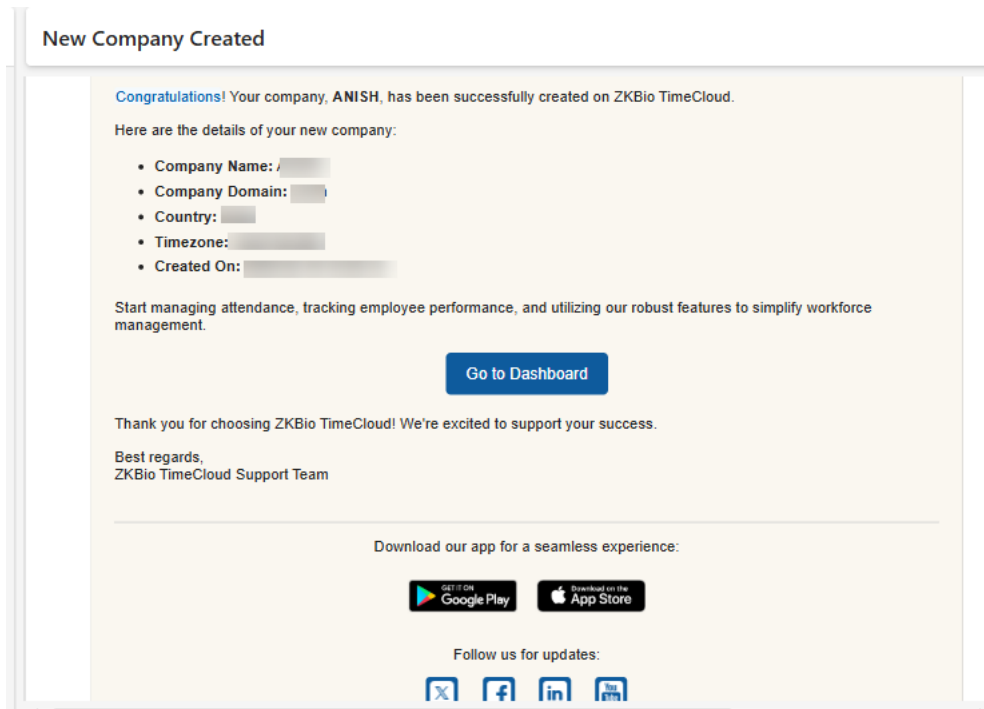 New Company Created
Congratulations! Your company, ANISH, has been successfully created on ZKBio TimeCloud.
Here are the details of your new company:
• Company Name:
• Company Domain:
• Country:
• Timezone:
• Created On:
Start managing attendance, tracking employee performance, and utilizing our robust features to simplify workforce
management.
Go to Dashboard
Thank you for choosing ZKBio TimeCloud! We're excited to support your success.
Best regards,
ZKBio TimeCloud Support Team
Download our app for a seamless experience:
GET IT ON
Google Play
Download on the
App Store
Follow us for updates:
X f in You Tube